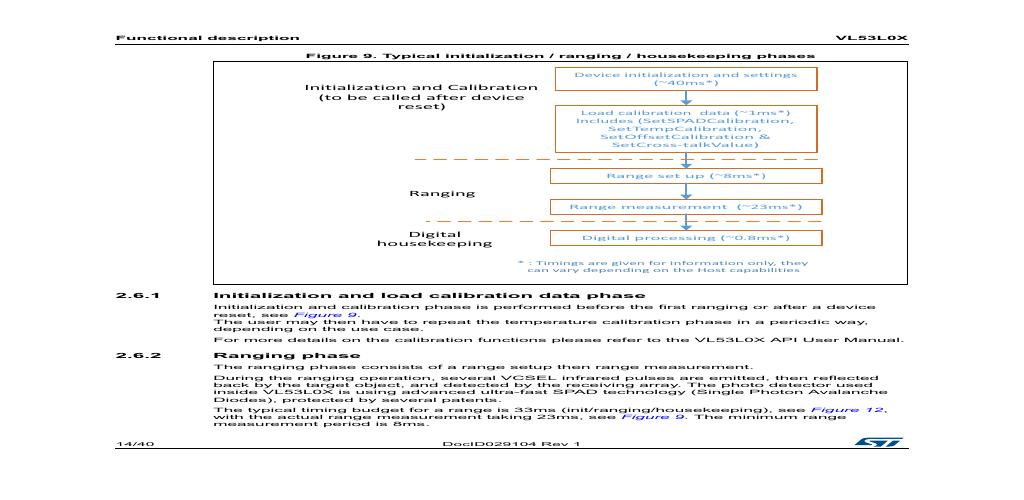 Functional description VL53L0X
Figure 9. Typical initialization / ranging / housekeeping phases
Initialization and Calibration
(to be called after device
reset)
Device initialization and settings
(~40ms*)
Load calibration data (~1ms*)
Includes (SetSPADCalibration,
SetTempCalibration,
SetOffsetCalibration &
SetCross-talkValue)
Ranging
Range set up (~8ms*)
Range measurement (~23ms*)
Digital
housekeeping
Digital processing (~0.8ms*)
* : Timings are given for information only, they
can vary depending on the Host capabilities
2.6.1 Initialization and load calibration data phase
Initialization and calibration phase is performed before the first ranging or after a device
reset, see Figure 9.
The user may then have to repeat the temperature calibration phase in a periodic way,
depending on the use case.
For more details on the calibration functions please refer to the VL53L0X API User Manual.
2.6.2 Ranging phase
The ranging phase consists of a range setup then range measurement.
During the ranging operation, several VCSEL infrared pulses are emitted, then reflected
back by the target object, and detected by the receiving array. The photo detector used
inside VL53L0X is using advanced ultra-fast SPAD technology (Single Photon Avalanche
Diodes), protected by several patents.
The typical timing budget for a range is 33ms (init/ranging/housekeeping), see Figure 12,
with the actual range measurement taking 23ms, see Figure 9. The minimum range
measurement period is 8ms.
14/40 DocID029104 Rev 1 ST